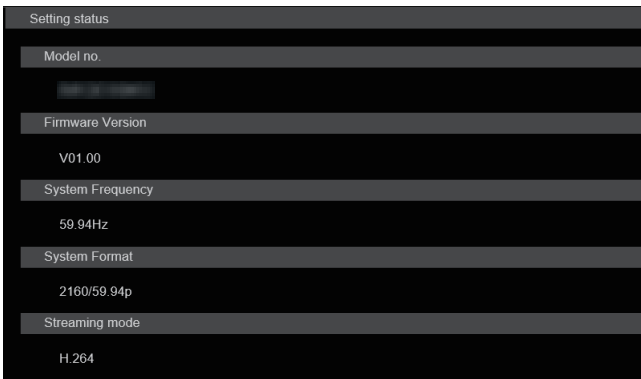 Setting status
Model no.
Firmware Version
V01.00
System Frequency
59.94Hz
System Format
2160/59.94p
Streaming mode
H.264